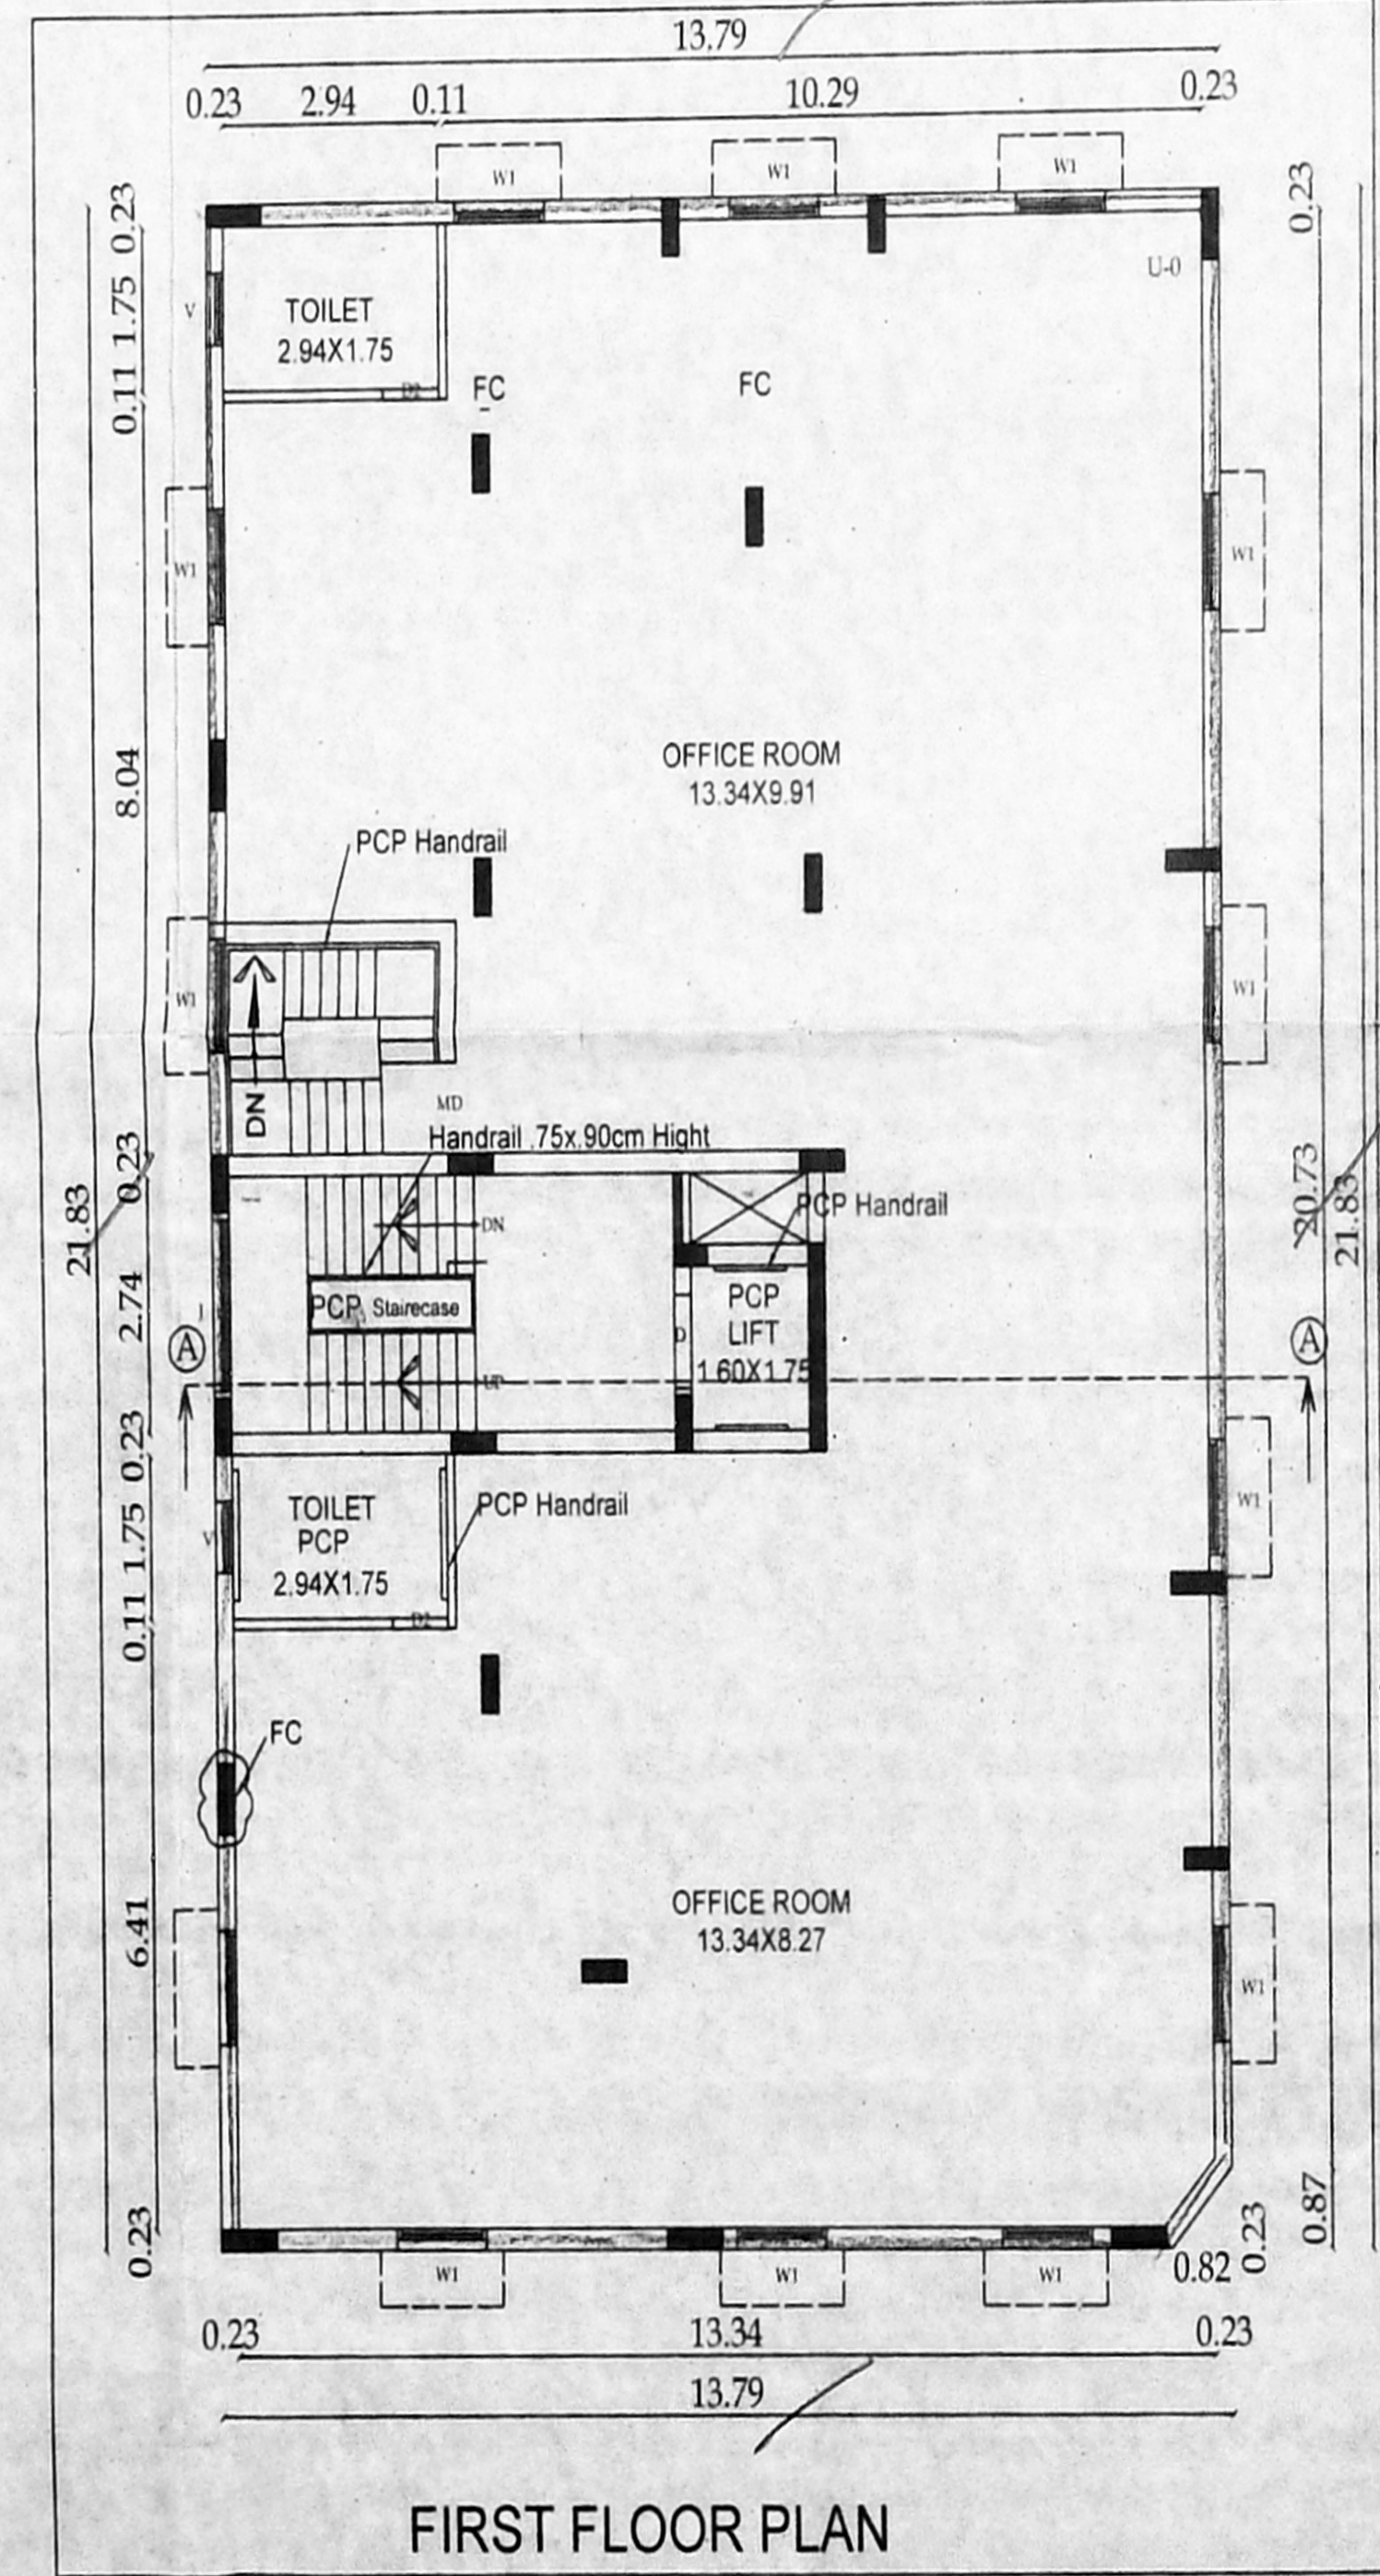 13.79
0.23 2.94 0.11 10.29 0.23
W1 W1 W1
0.23
0.23
U-0
1.75
V
TOILET
2.94X1.75
D2
FC
FC
0.11
W1
W1
OFFICE ROOM
13.34X9.91
8.04
PCP Handrail
W1
W1
DN
MD
Handrail .75x.90cm Hight
0.23
21.83
20.73
21.83
PCP Handrail
DN
PCP Stairecase
PCP
LIFT
1.60X1.75
D
2.74
A
A
UP
0.23
W1
TOILET
PCP
2.94X1.75
PCP Handrail
V
1.75
0.11
D2
FC
OFFICE ROOM
13.34X8.27
6.41
W1
0.87
0.23
0.23
0.82
W1 W1 W1
0.23 13.34 0.23
13.79
FIRST FLOOR PLAN